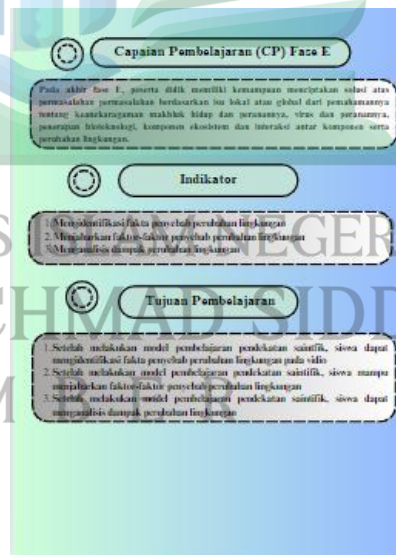 Capaian Pembelajaran (CP) Fase E
Pada akhir fase E, peserta didik memiliki kemampuan menciptakan solusi atas
permasalahan permasalahan berdasarkan isu lokal atau global dari pemahamannya
tentang keanekaragaman makhluk hidup dan peranannya, virus dan peranannya,
penerapan bioteknologi, komponen ekosistem dan interaksi antar komponen serta
perubahan lingkungan.
Indikator
1. Mengidentifikasi fakta penyebab perubahan lingkungan
2. Menjabarkan faktor-faktor penyebab perubahan lingkungan
3. Menganalisis dampak perubahan lingkungan
Tujuan Pembelajaran
1. Setelah melakukan model pembelajaran pendekatan saintifik, siswa dapat
mengidentifikasi fakta penyebab perubahan lingkungan pada vidio
2. Setelah melakukan model pembelajaran pendekatan saintifik, siswa mampu
menjabarkan faktor-faktor penyebab perubahan lingkungan
3. Setelah melakukan model pembelajaran pendekatan saintifik, siswa dapat
menganalisis dampak perubahan lingkungan